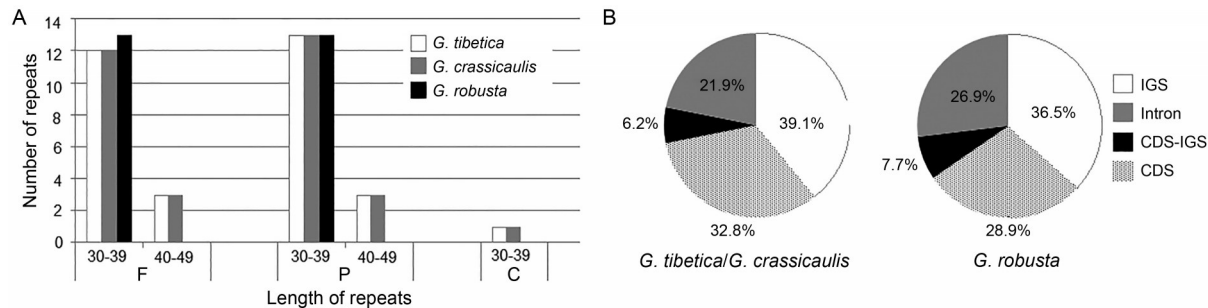 A
Number of repeats
14
12
10
8
6
4
2
0
G. tibetica
G. crassicaulis
G. robusta
30-39
40-49
30-39
40-49
30-39
F
P
C
Length of repeats
B
21.9%
39.1%
6.2%
32.8%
G. tibetica/G. crassicaulis
26.9%
36.5%
7.7%
28.9%
G. robusta
IGS
Intron
CDS-IGS
CDS